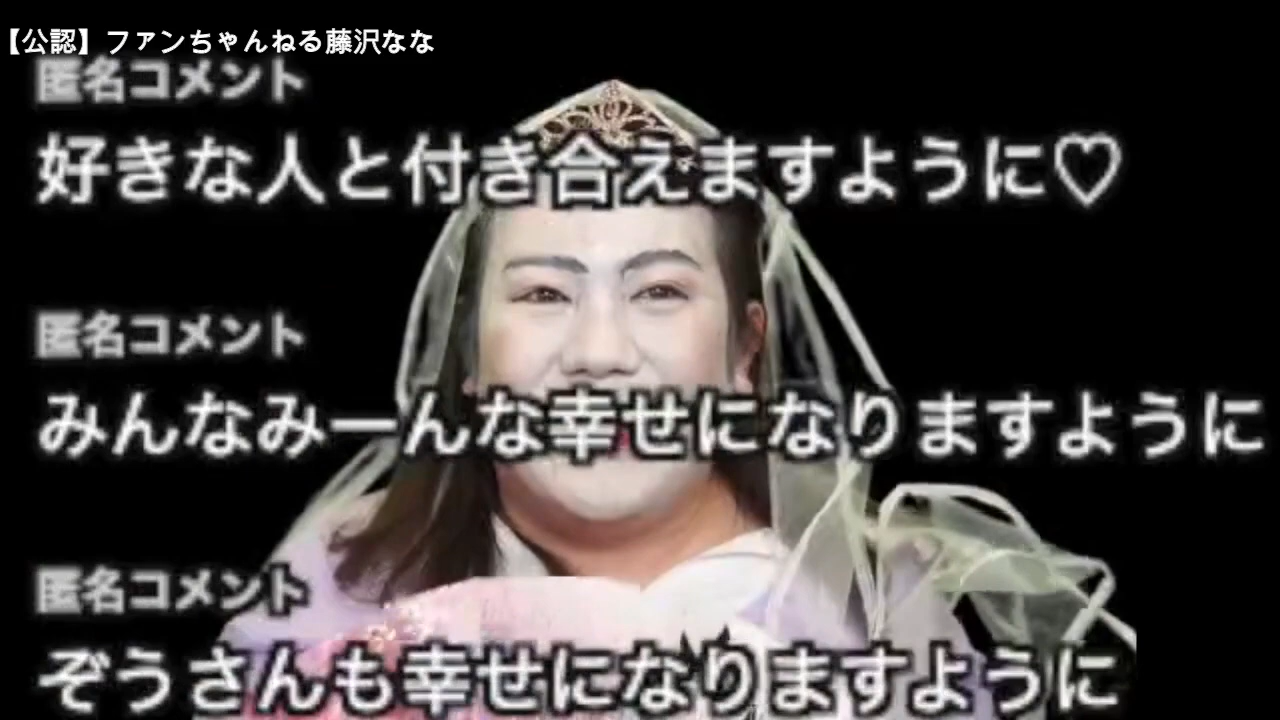 【公認】ファンちゃんねる藤沢なな
匿名コメント
好きな人と付き合えますように♡
匿名コメント
みんなみーんな幸せになりますように
匿名コメント
ぞうさんも幸せになりますように